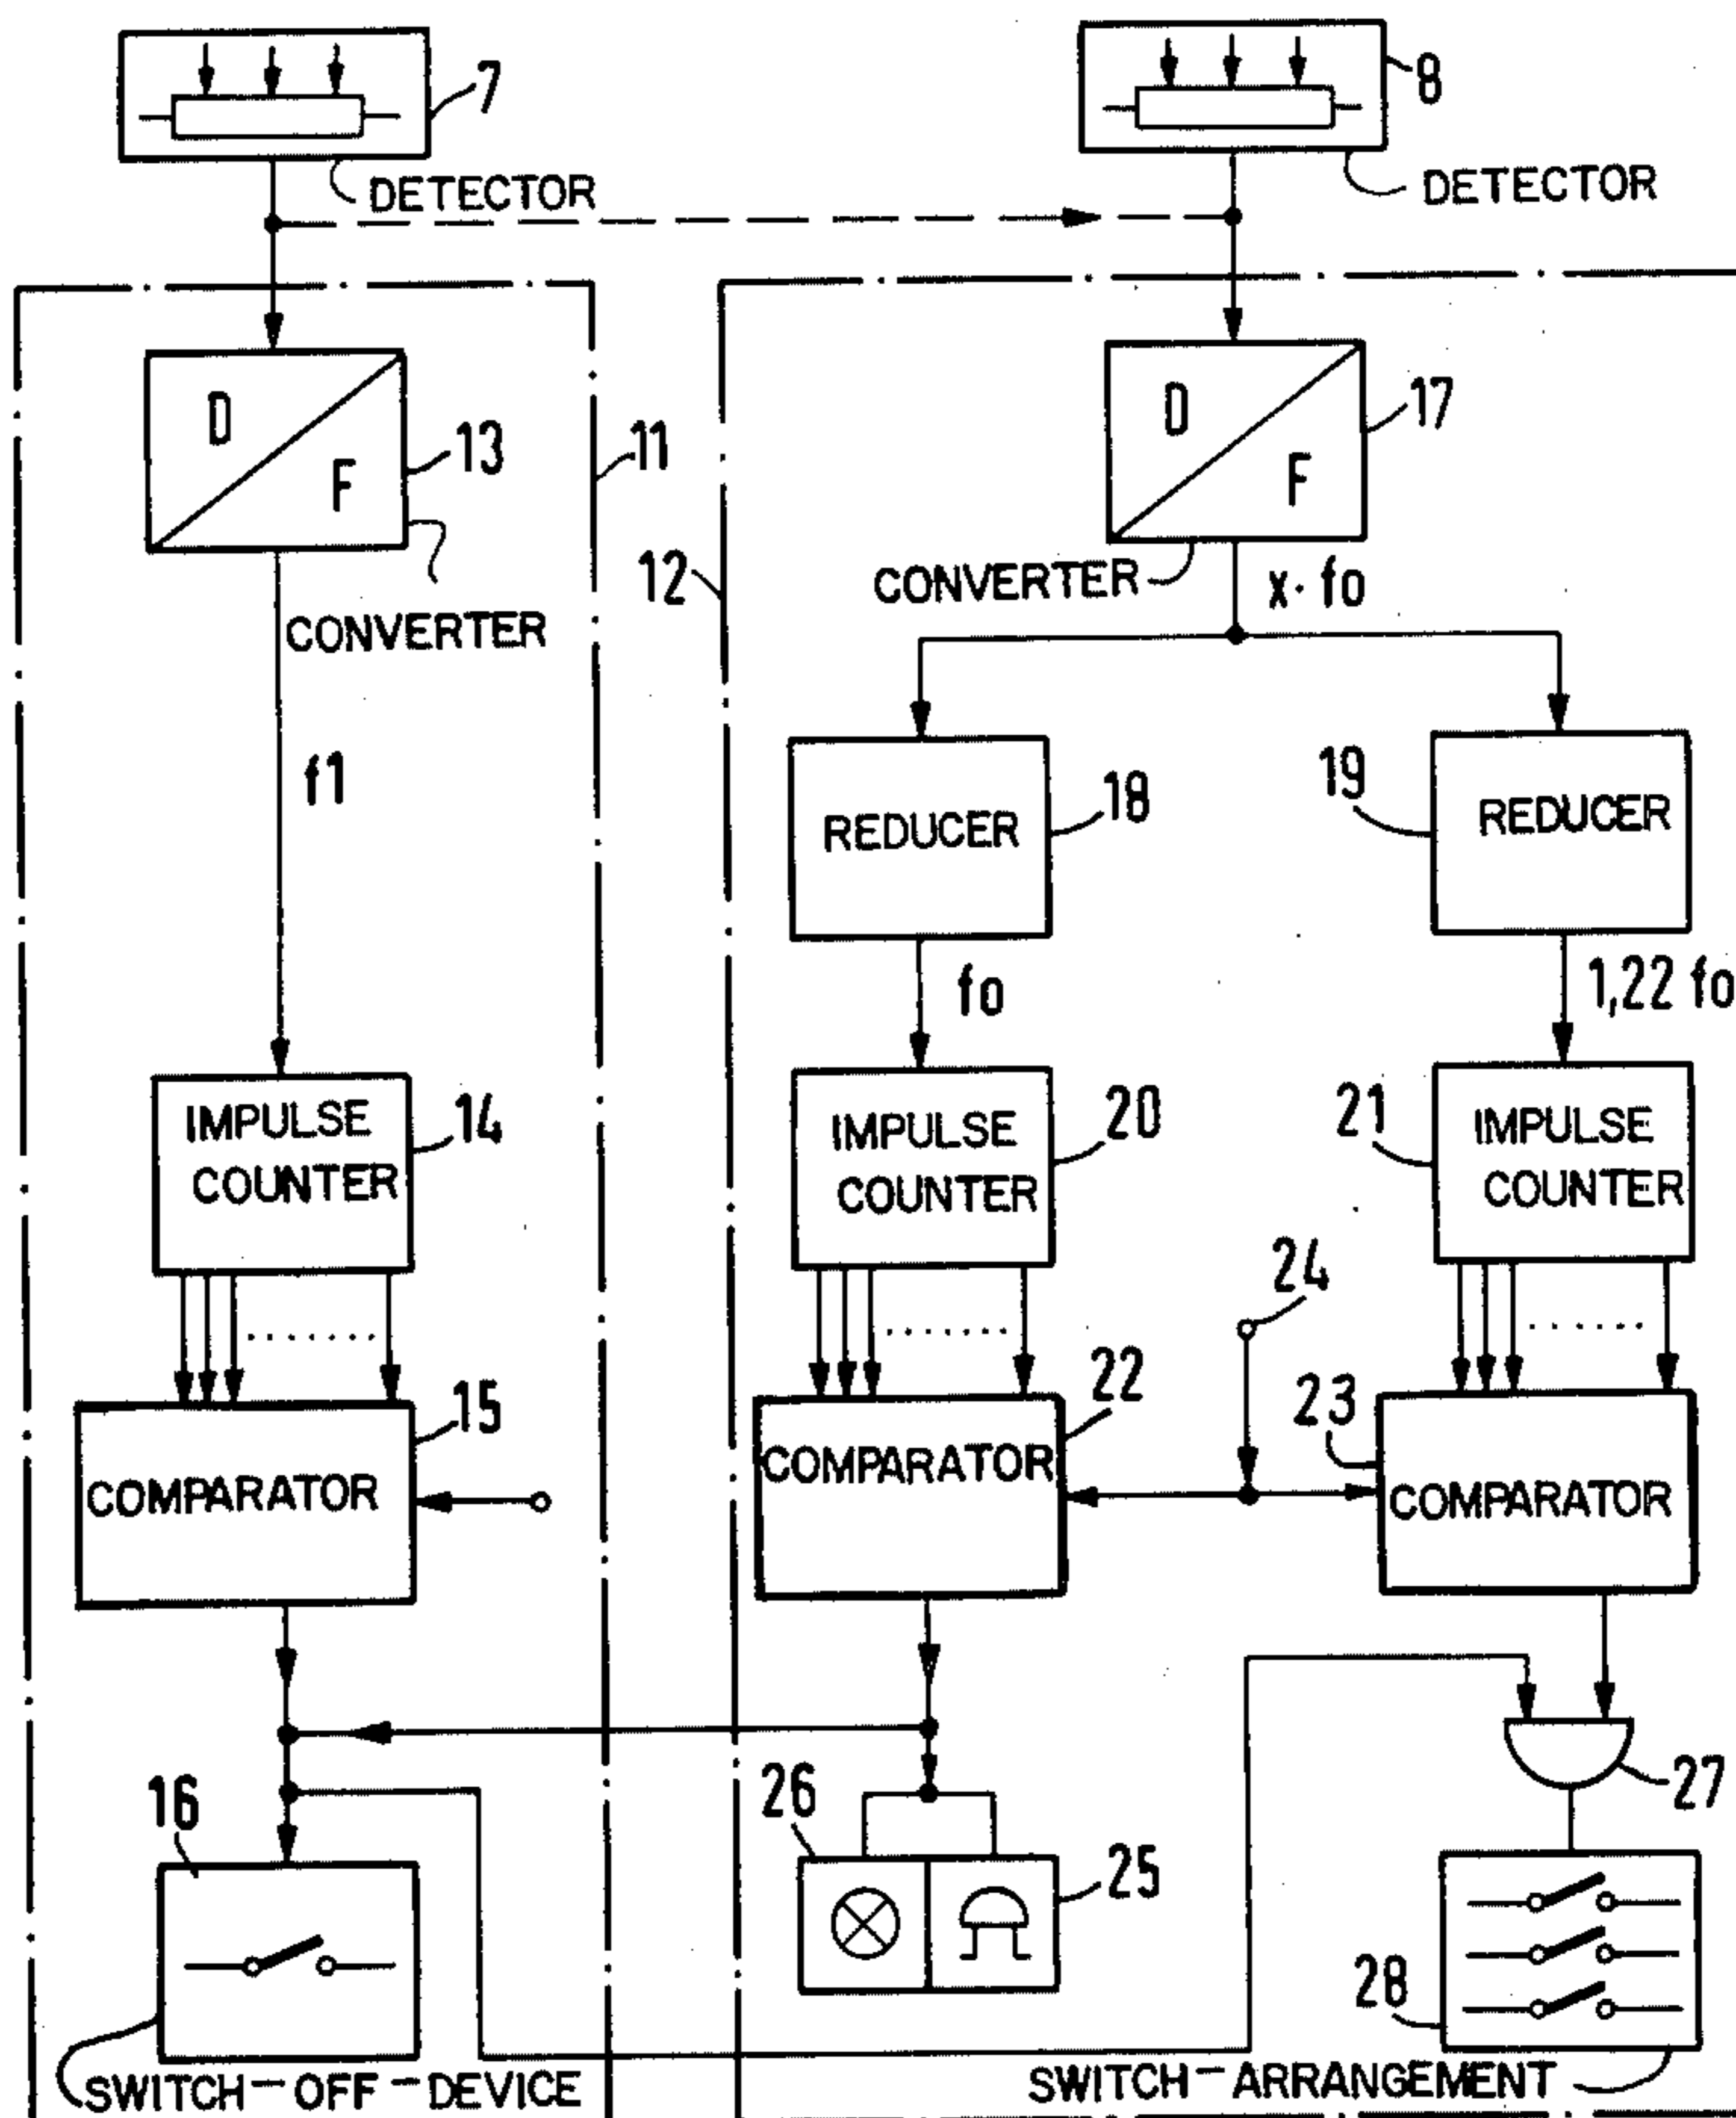 7
8
DETECTOR
DETECTOR
D
F
13
11
CONVERTER
D
F
17
12
CONVERTER
x·fo
f1
REDUCER
18
19
REDUCER
fo
1,22 fo
IMPULSE
COUNTER
14
IMPULSE
COUNTER
20
21
IMPULSE
COUNTER
24
COMPARATOR
15
COMPARATOR
22
23
COMPARATOR
16
26
25
27
28
SWITCH-OFF-DEVICE
SWITCH-ARRANGEMENT